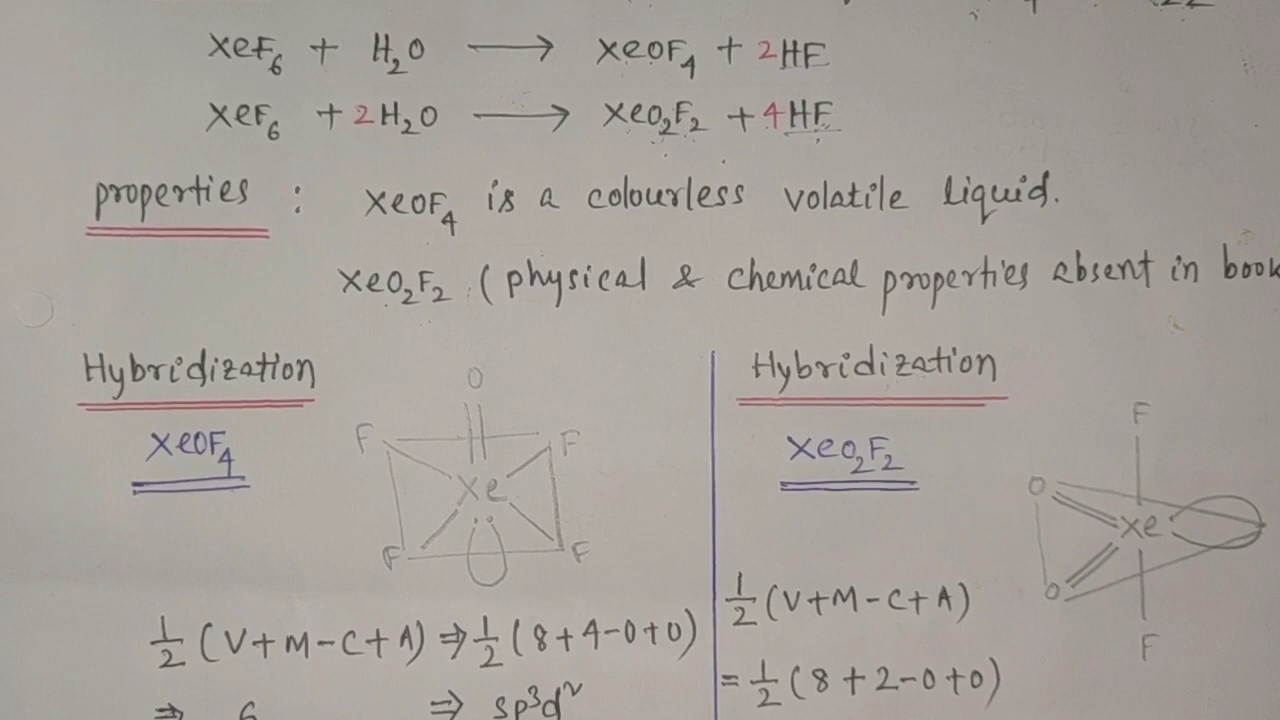 XeF₆ + H₂O ⟶ XeOF₄ + 2HF
XeF₆ + 2H₂O ⟶ XeO₂F₂ + 4HF
properties : XeOF₄ is a colourless volatile liquid.
XeO₂F₂ (physical & chemical properties absent in book
Hybridization
XeOF₄
O
F F
Xe
F F
½ (V+M-C+A) ⇒ ½ (8+4-0+0)
⇒ 6 ⇒ sp³d²
Hybridization
XeO₂F₂
F
O
Xe
O
F
½ (V+M-C+A)
= ½ (8+2-0+0)